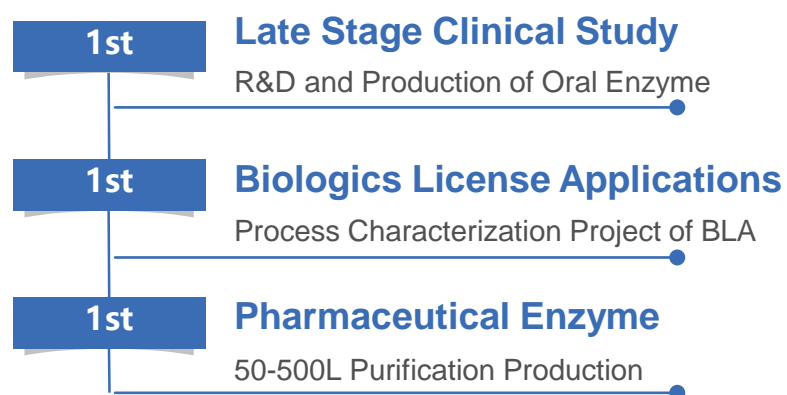 1st
Late Stage Clinical Study
R&D and Production of Oral Enzyme
1st
Biologics License Applications
Process Characterization Project of BLA
1st
Pharmaceutical Enzyme
50-500L Purification Production